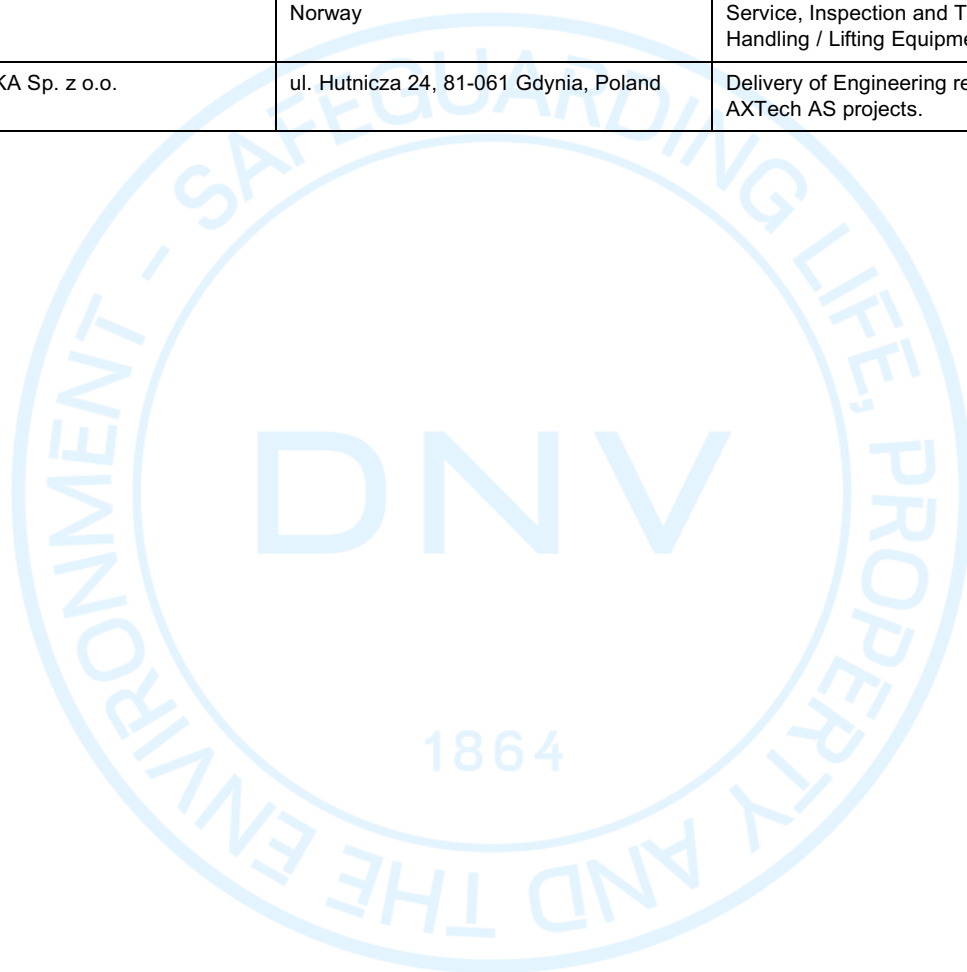 Norway
Service, Inspection and T
Handling / Lifting Equipme
KA Sp. z o.o.
ul. Hutnicza 24, 81-061 Gdynia, Poland
Delivery of Engineering re
AXTech AS projects.
SAFEGUARDING LIFE, PROPERTY AND THE ENVIRONMENT -
DNV
1864